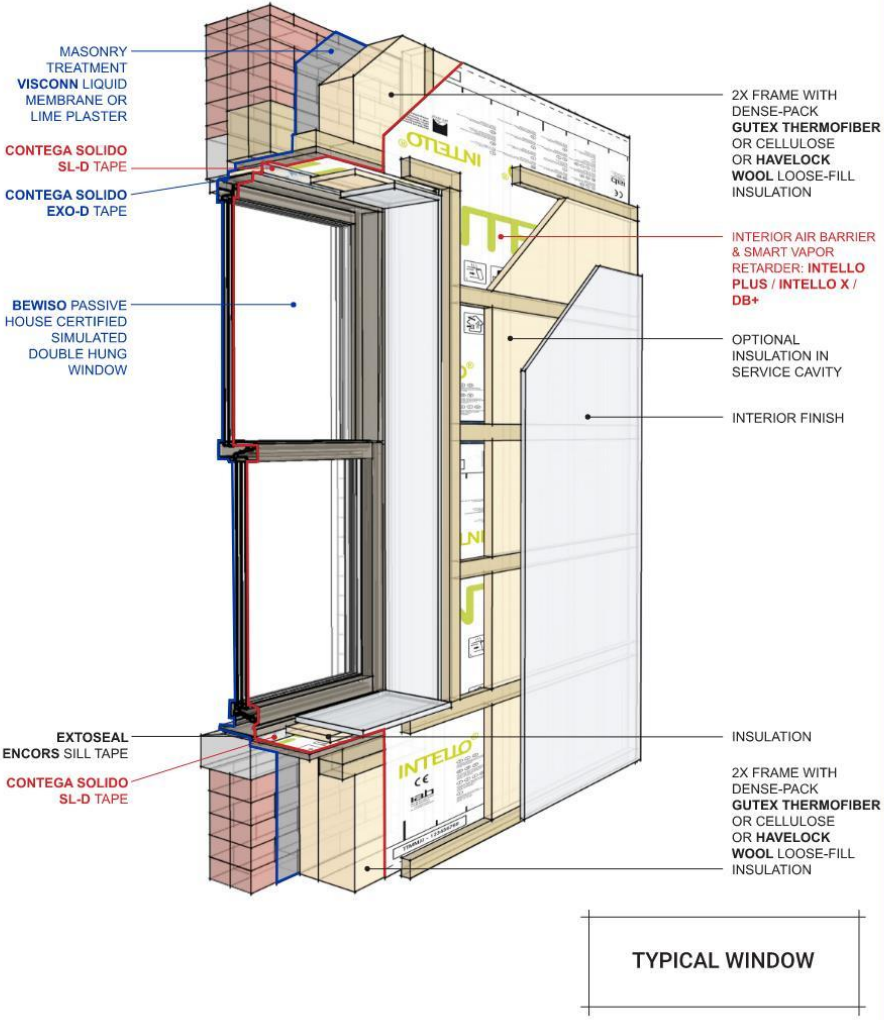 MASONRY
TREATMENT
VISCONN LIQUID
MEMBRANE OR
LIME PLASTER
CONTEGA SOLIDO
SL-D TAPE
CONTEGA SOLIDO
EXO-D TAPE
BEWISO PASSIVE
HOUSE CERTIFIED
SIMULATED
DOUBLE HUNG
WINDOW
EXTOSEAL
ENCORS SILL TAPE
CONTEGA SOLIDO
SL-D TAPE
INTELLO
INTELLO
CE
2X FRAME WITH
DENSE-PACK
GUTEX THERMOFIBER
OR CELLULOSE
OR HAVELOCK
WOOL LOOSE-FILL
INSULATION
INTERIOR AIR BARRIER
& SMART VAPOR
RETARDER: INTELLO
PLUS / INTELLO X /
DB+
OPTIONAL
INSULATION IN
SERVICE CAVITY
INTERIOR FINISH
INSULATION
2X FRAME WITH
DENSE-PACK
GUTEX THERMOFIBER
OR CELLULOSE
OR HAVELOCK
WOOL LOOSE-FILL
INSULATION
TYPICAL WINDOW